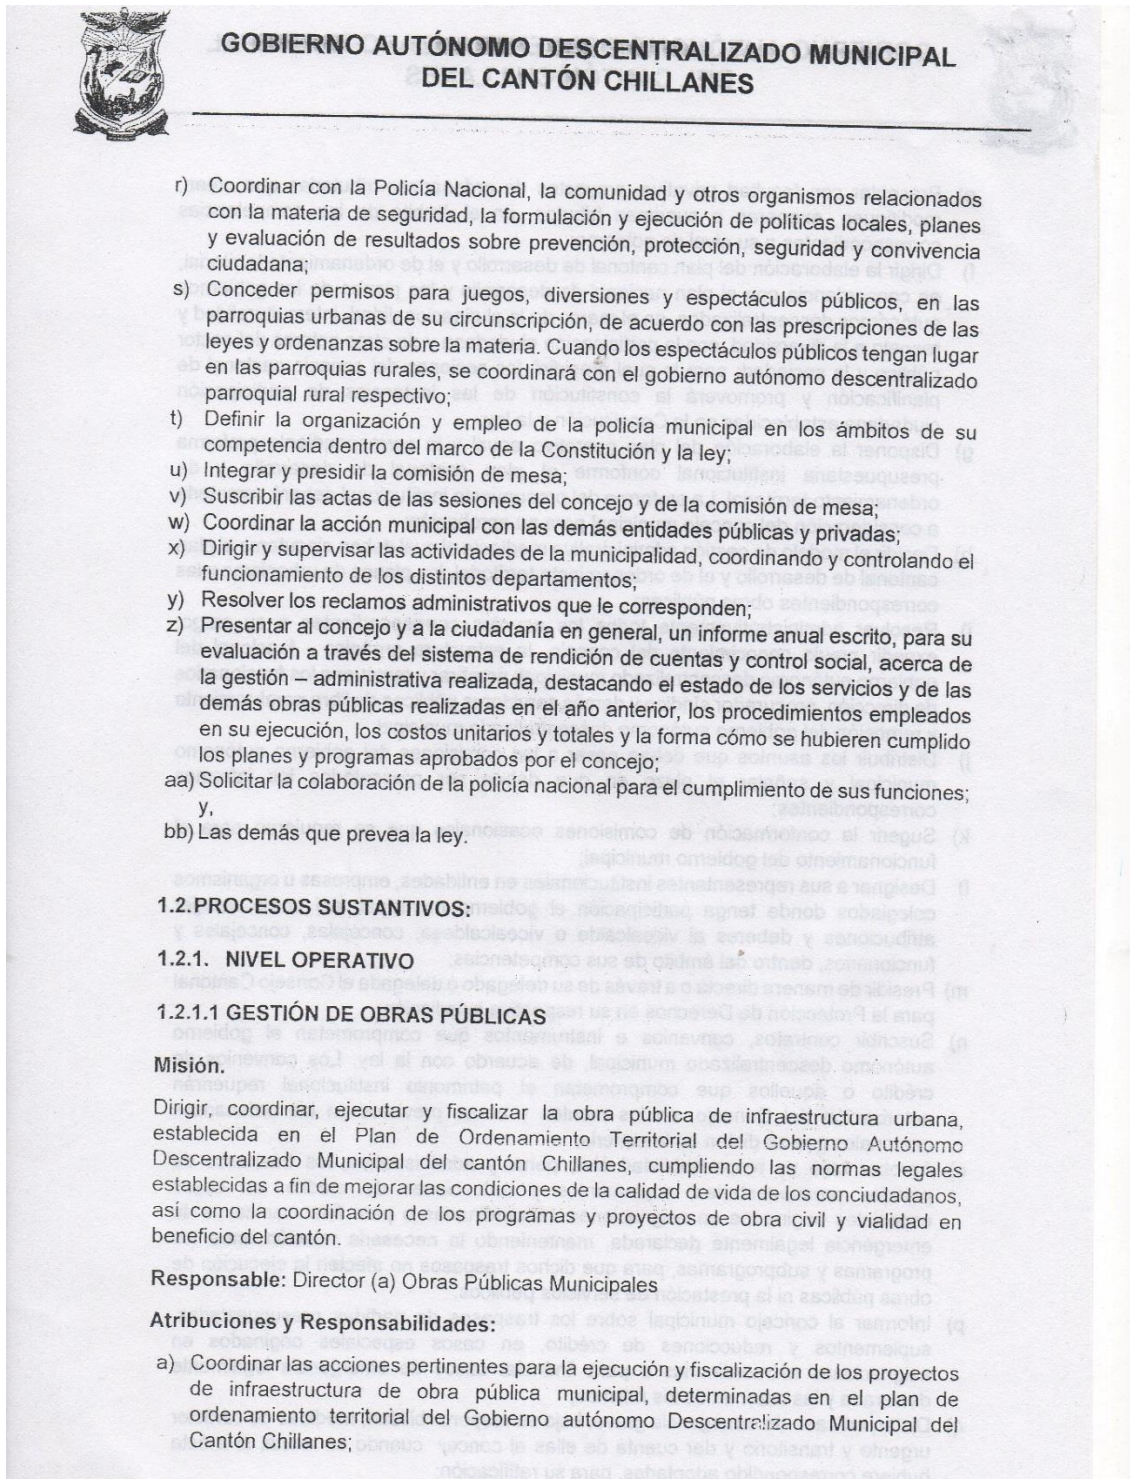 GOBIERNO AUTÓNOMO DESCENTRALIZADO MUNICIPAL
DEL CANTÓN CHILLANES
r) Coordinar con la Policía Nacional, la comunidad y otros organismos relacionados
con la materia de seguridad, la formulación y ejecución de políticas locales, planes
y evaluación de resultados sobre prevención, protección, seguridad y convivencia
ciudadana;
s) Conceder permisos para juegos, diversiones y espectáculos públicos, en las
parroquias urbanas de su circunscripción, de acuerdo con las prescripciones de las
leyes y ordenanzas sobre la materia. Cuando los espectáculos públicos tengan lugar
en las parroquias rurales, se coordinará con el gobierno autónomo descentralizado
parroquial rural respectivo;
t) Definir la organización y empleo de la policía municipal en los ámbitos de su
competencia dentro del marco de la Constitución y la ley;
u) Integrar y presidir la comisión de mesa;
v) Suscribir las actas de las sesiones del concejo y de la comisión de mesa;
w) Coordinar la acción municipal con las demás entidades públicas y privadas;
x) Dirigir y supervisar las actividades de la municipalidad, coordinando y controlando el
funcionamiento de los distintos departamentos;
y) Resolver los reclamos administrativos que le corresponden;
z) Presentar al concejo y a la ciudadanía en general, un informe anual escrito, para su
evaluación a través del sistema de rendición de cuentas y control social, acerca de
la gestión – administrativa realizada, destacando el estado de los servicios y de las
demás obras públicas realizadas en el año anterior, los procedimientos empleados
en su ejecución, los costos unitarios y totales y la forma cómo se hubieren cumplido
los planes y programas aprobados por el concejo;
aa) Solicitar la colaboración de la policía nacional para el cumplimiento de sus funciones;
y,
bb) Las demás que prevea la ley.
1.2. PROCESOS SUSTANTIVOS:
1.2.1. NIVEL OPERATIVO
1.2.1.1 GESTIÓN DE OBRAS PÚBLICAS
Misión.
Dirigir, coordinar, ejecutar y fiscalizar la obra pública de infraestructura urbana,
establecida en el Plan de Ordenamiento Territorial del Gobierno Autónomo
Descentralizado Municipal del cantón Chillanes, cumpliendo las normas legales
establecidas a fin de mejorar las condiciones de la calidad de vida de los conciudadanos,
así como la coordinación de los programas y proyectos de obra civil y vialidad en
beneficio del cantón.
Responsable: Director (a) Obras Públicas Municipales
Atribuciones y Responsabilidades:
a) Coordinar las acciones pertinentes para la ejecución y fiscalización de los proyectos
de infraestructura de obra pública municipal, determinadas en el plan de
ordenamiento territorial del Gobierno autónomo Descentralizado Municipal del
Cantón Chillanes;